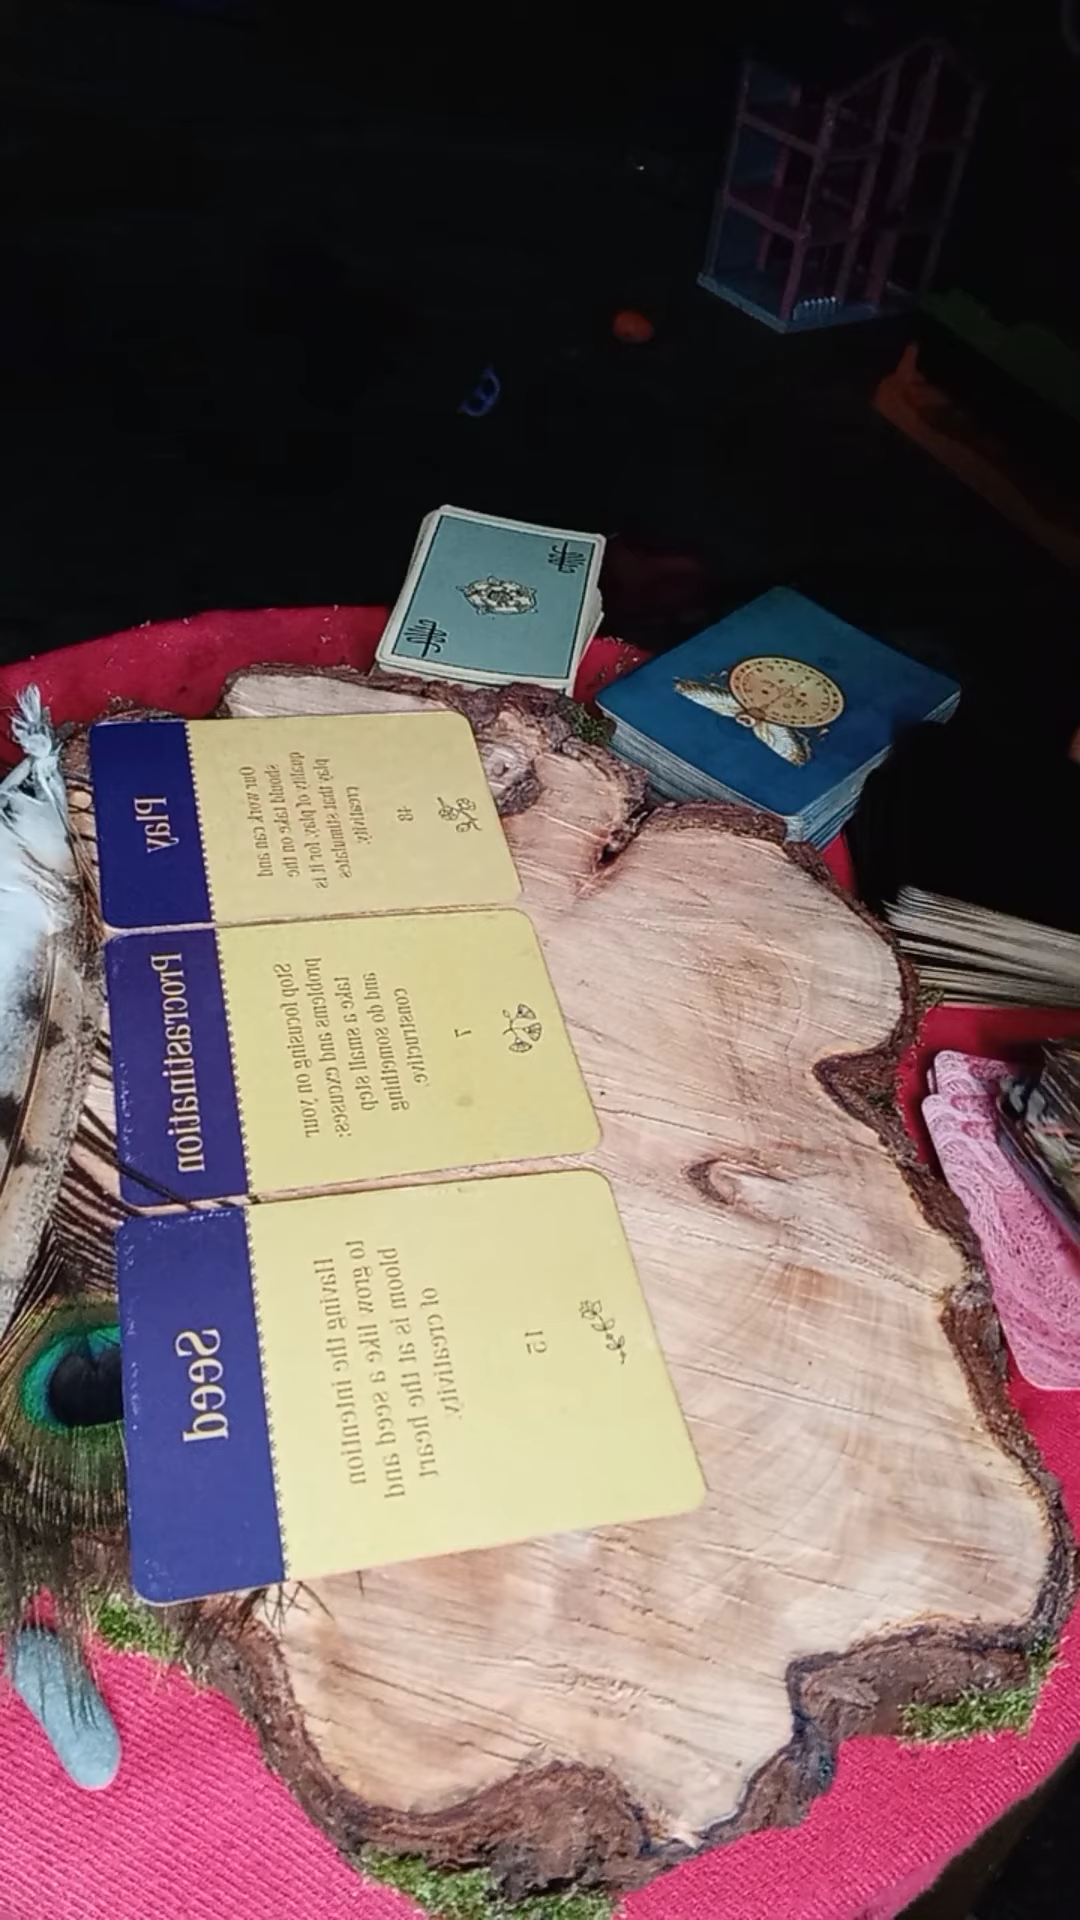 Play
Our work can and
should take on the
quality of play, for it is
play that stimulates
creativity.
48
Procrastination
Stop focusing on your
problems and excuses:
take a small step
and do something
constructive.
7
Seed
Having the intention
to grow like a seed and
bloom is at the heart
of creativity.
15